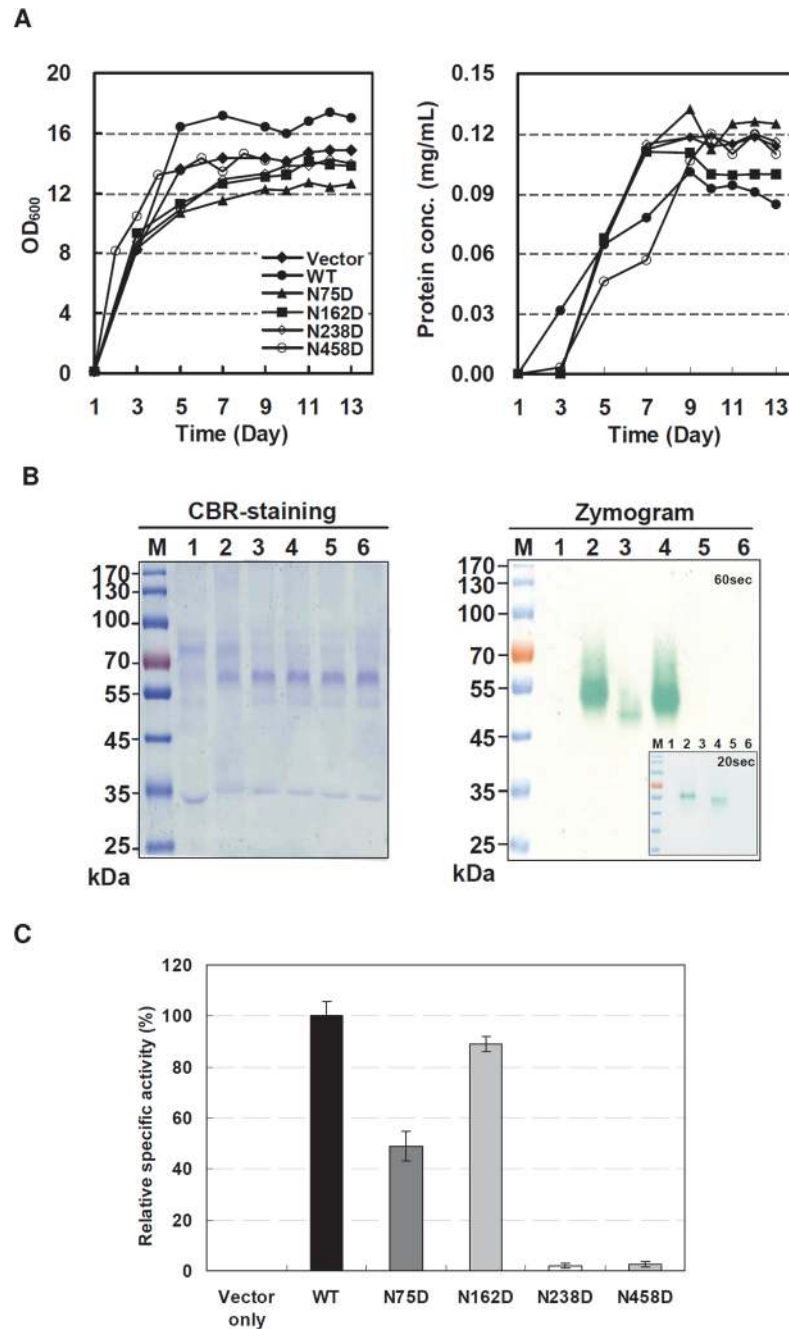 A
20
16
12
8
4
0
OD600
1 3 5 7 9 11 13
Time (Day)
Vector
WT
N75D
N162D
N238D
N458D
0.15
0.12
0.09
0.06
0.03
0.00
Protein conc. (mg/mL)
1 3 5 7 9 11 13
Time (Day)
B
CBR-staining
M 1 2 3 4 5 6
170
130
100
70
55
45
35
25
kDa
Zymogram
M 1 2 3 4 5 6
170
130
100
70
55
45
35
25
kDa
60sec
M 1 2 3 4 5 6
20sec
C
120
100
80
60
40
20
0
Relative specific activity (%)
Vector only WT N75D N162D N238D N458D